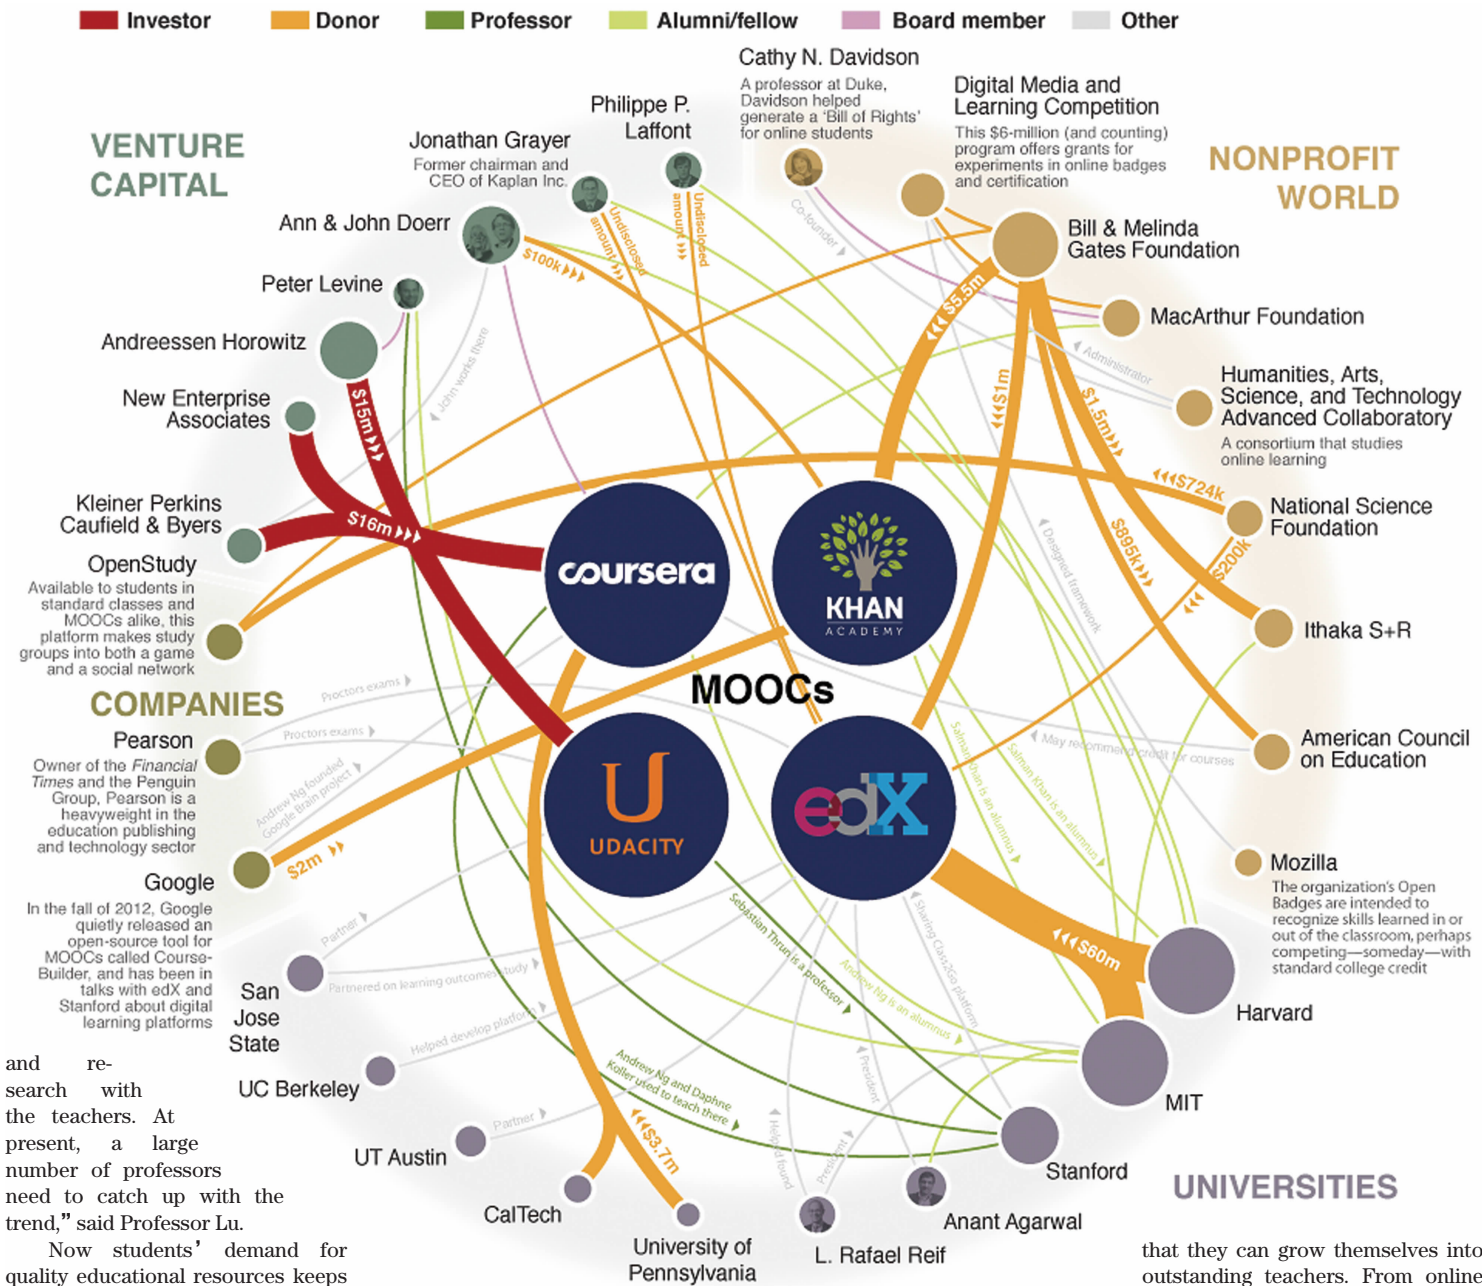 Investor
Donor
Professor
Alumni/fellow
Board member
Other
VENTURE
CAPITAL
Philippe P.
Laffont
Jonathan Grayer
Former chairman and
CEO of Kaplan Inc.
Ann & John Doerr
Peter Levine
Andreessen Horowitz
New Enterprise
Associates
Kleiner Perkins
Caufield & Byers
Cathy N. Davidson
A professor at Duke,
Davidson helped
generate a ‘Bill of Rights’
for online students
Digital Media and
Learning Competition
This $6-million (and counting)
program offers grants for
experiments in online badges
and certification
NONPROFIT
WORLD
Bill & Melinda
Gates Foundation
MacArthur Foundation
Humanities, Arts,
Science, and Technology
Advanced Collaboratory
A consortium that studies
online learning
National Science
Foundation
Ithaka S+R
American Council
on Education
Mozilla
The organization's Open
Badges are intended to
recognize skills learned in or
out of the classroom, perhaps
competing—someday—with
standard college credit
OpenStudy
Available to students in
standard classes and
MOOCs alike, this
platform makes study
groups into both a game
and a social network
COMPANIES
Pearson
Owner of the Financial
Times and the Penguin
Group, Pearson is a
heavyweight in the
education publishing
and technology sector
Google
In the fall of 2012, Google
quietly released an
open-source tool for
MOOCs called Course-
Builder, and has been in
talks with edX and
Stanford about digital
learning platforms
$100k
Undisclosed
amount
Undisclosed
amount
Co-founder
$5.5m
$1m
$1.5m
Administrator
$724k
$895k
$200k
Designed framework
May recommend credit for courses
John works there
$15m
$16m
Proctors exams
Proctors exams
Andrew Ng founded
Google Brain project
$2m
coursera
KHAN
ACADEMY
MOOCs
UDACITY
edX
Salman Khan is an alumnus
Salman Khan is an alumnus
$60m
Sharing Class2Go platform
Sebastian Thrun is a professor
Andrew Ng is an alumnus
Andrew Ng and Daphne
Koller used to teach there
Partner
Partnered on learning outcomes study
Helped develop platform
Partner
$3.7m
Helped found
President
President
San
Jose
State
UC Berkeley
UT Austin
CalTech
University of
Pennsylvania
L. Rafael Reif
Anant Agarwal
Stanford
MIT
Harvard
UNIVERSITIES
and re-
search with
the teachers. At
present, a large
number of professors
need to catch up with the
trend,” said Professor Lu.
Now students’ demand for
quality educational resources keeps
that they can grow themselves into
outstanding teachers. From online